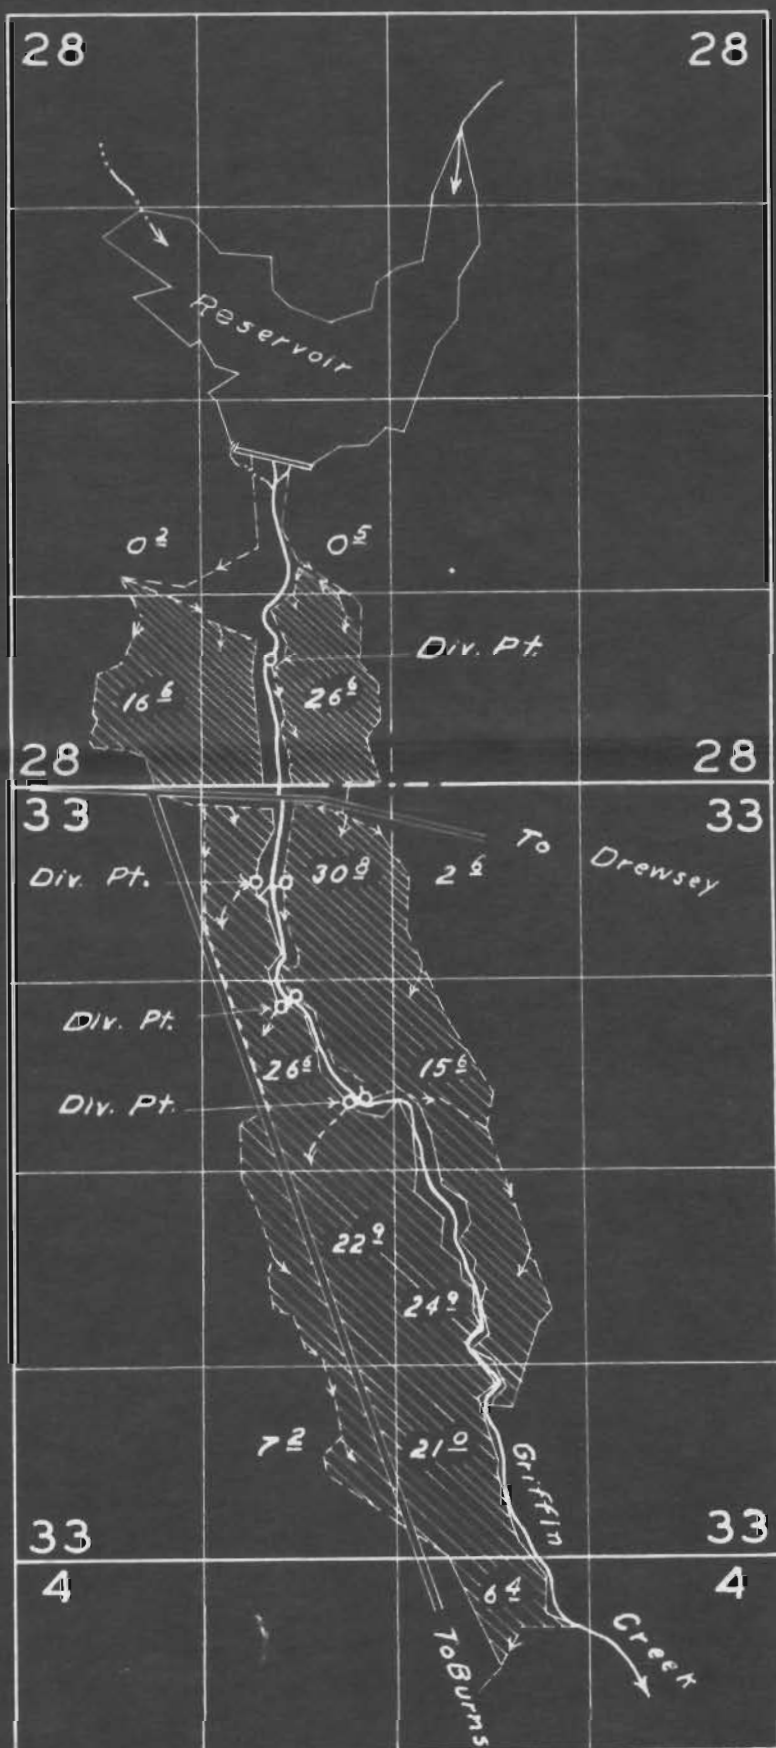 28 28
Reservoir
0 2 0 5
Div. Pt.
16 6 26 6
28 28
33 33
To Drewsey
Div. Pt. 30 8 2 6
Div. Pt.
26 6 15 6
Div. Pt.
22 9
24 9
7 2 21 0
Griffin Creek
33 33
4 4
6 4
To Burns